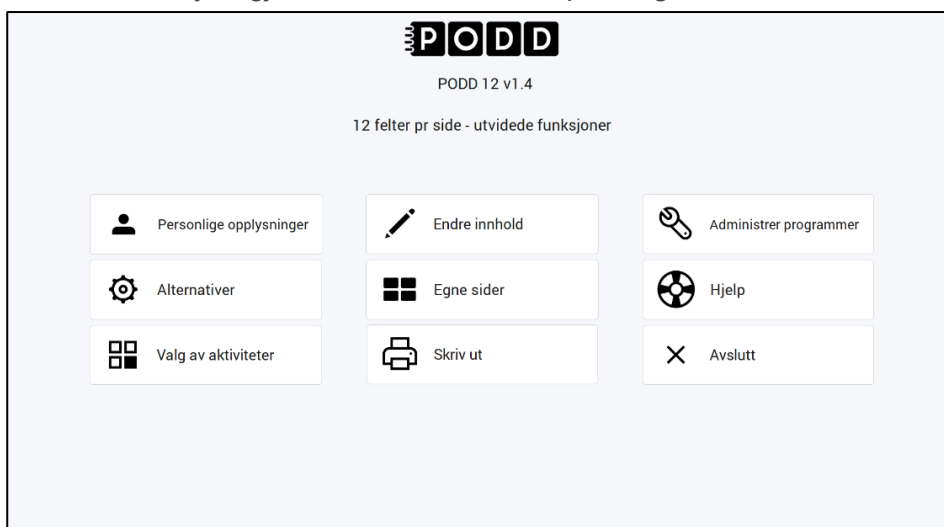 PODD
PODD 12 v1.4
12 felter pr side - utvidede funksjoner
Personlige opplysninger
Endre innhold
Administrer programmer
Alternativer
Egne sider
Hjelp
Valg av aktiviteter
Skriv ut
Avslutt